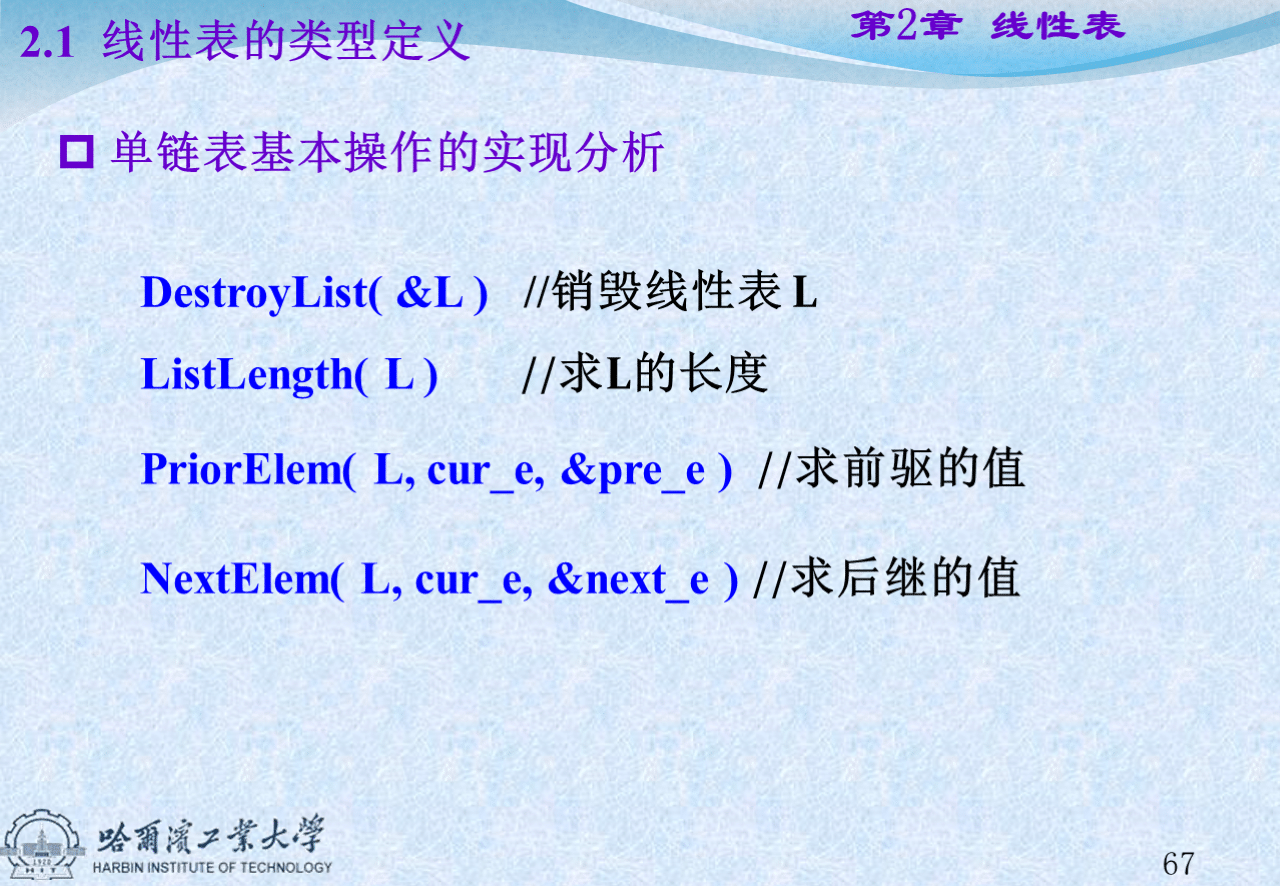 2.1 线性表的类型定义
第2章 线性表
单链表基本操作的实现分析
DestroyList( &L ) //销毁线性表 L
ListLength( L ) //求L的长度
PriorElem( L, cur_e, &pre_e ) //求前驱的值
NextElem( L, cur_e, &next_e ) //求后继的值
哈爾濱工業大學
HARBIN INSTITUTE OF TECHNOLOGY
1920
HIT
67